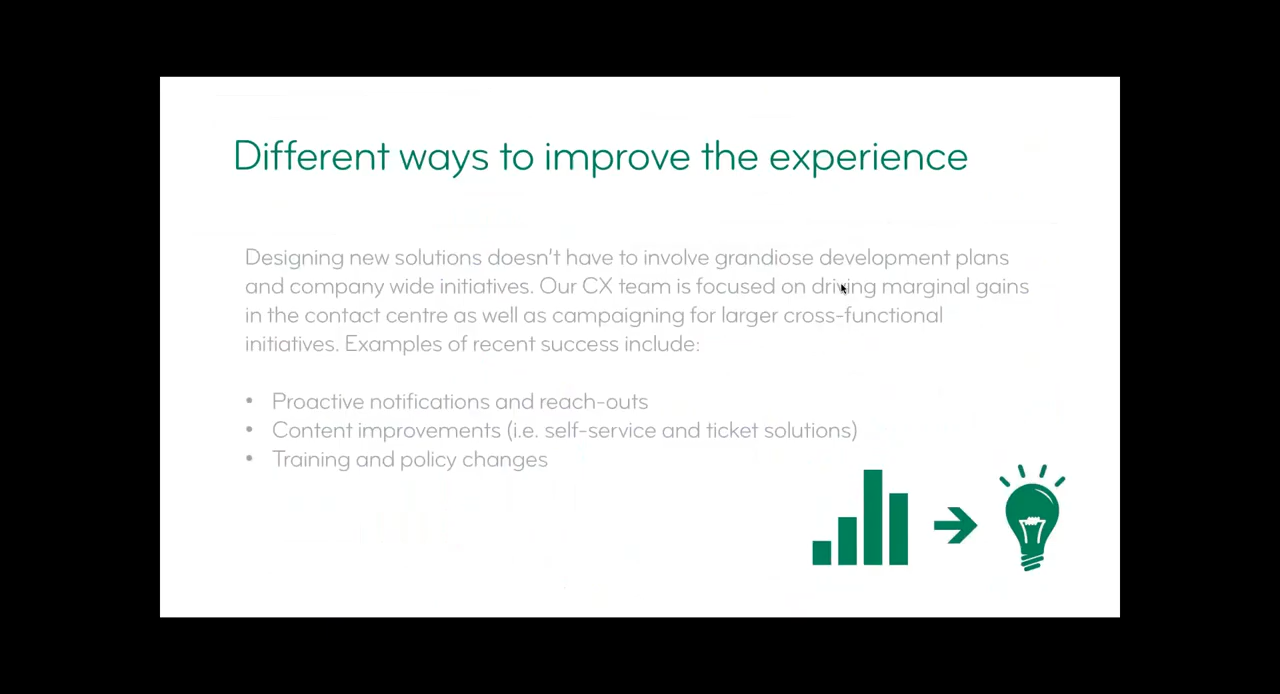 Different ways to improve the experience
Designing new solutions doesn't have to involve grandiose development plans
and company wide initiatives. Our CX team is focused on driving marginal gains
in the contact centre as well as campaigning for larger cross-functional
initiatives. Examples of recent success include:
• Proactive notifications and reach-outs
• Content improvements (i.e. self-service and ticket solutions)
• Training and policy changes